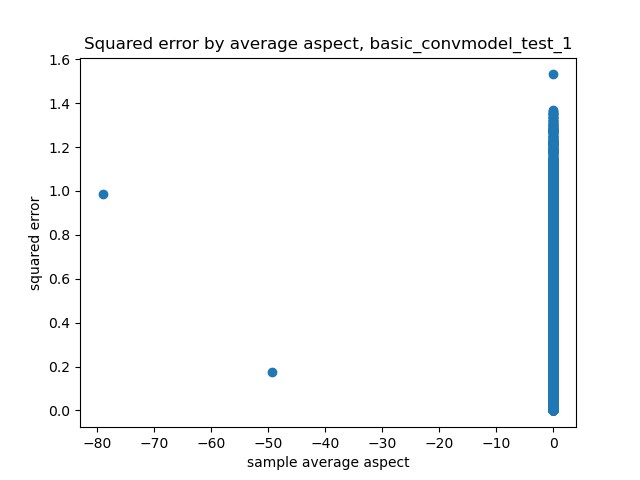 Squared error by average aspect, basic_convmodel_test_1
1.6
1.4
1.2
1.0
0.8
0.6
0.4
0.2
0.0
squared error
−80 −70 −60 −50 −40 −30 −20 −10 0
sample average aspect